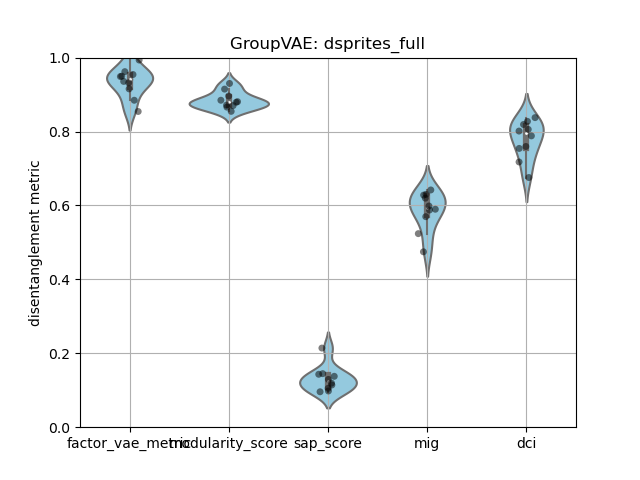 GroupVAE: dsprites_full
disentanglement metric
1.0
0.8
0.6
0.4
0.2
0.0
factor_vae_metric modularity_score sap_score mig dci